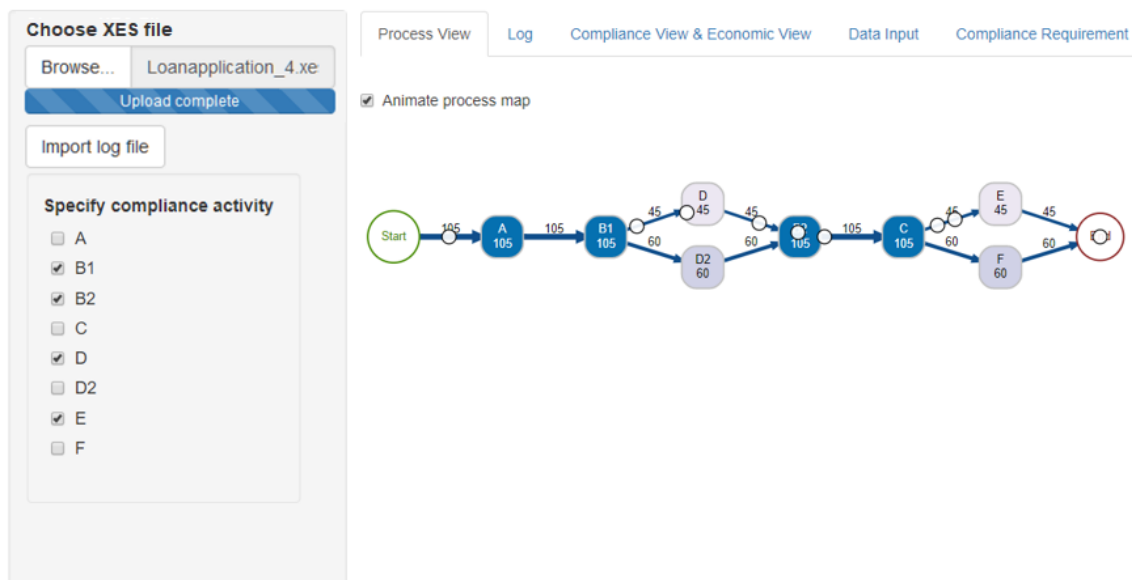 Choose XES file
Browse... Loanapplication_4.xe
Upload complete
Import log file
Specify compliance activity
A
B1
B2
C
D
D2
E
F
Process View Log Compliance View & Economic View Data Input Compliance Requirement
Animate process map
Start
105
A
105
105
B1
105
45
60
D
45
D2
60
45
60
105
105
C
105
45
60
E
45
F
60
45
60